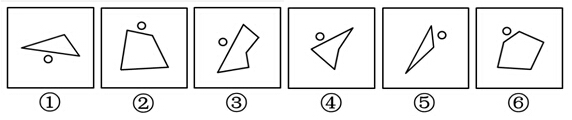 ① ② ③ ④ ⑤ ⑥